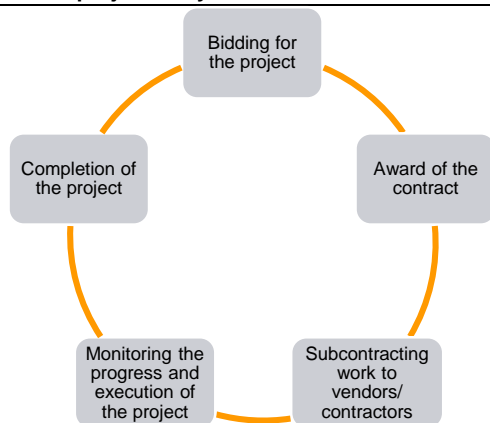 Bidding for
the project
Award of the
contract
Subcontracting
work to
vendors/
contractors
Monitoring the
progress and
execution of
the project
Completion of
the project